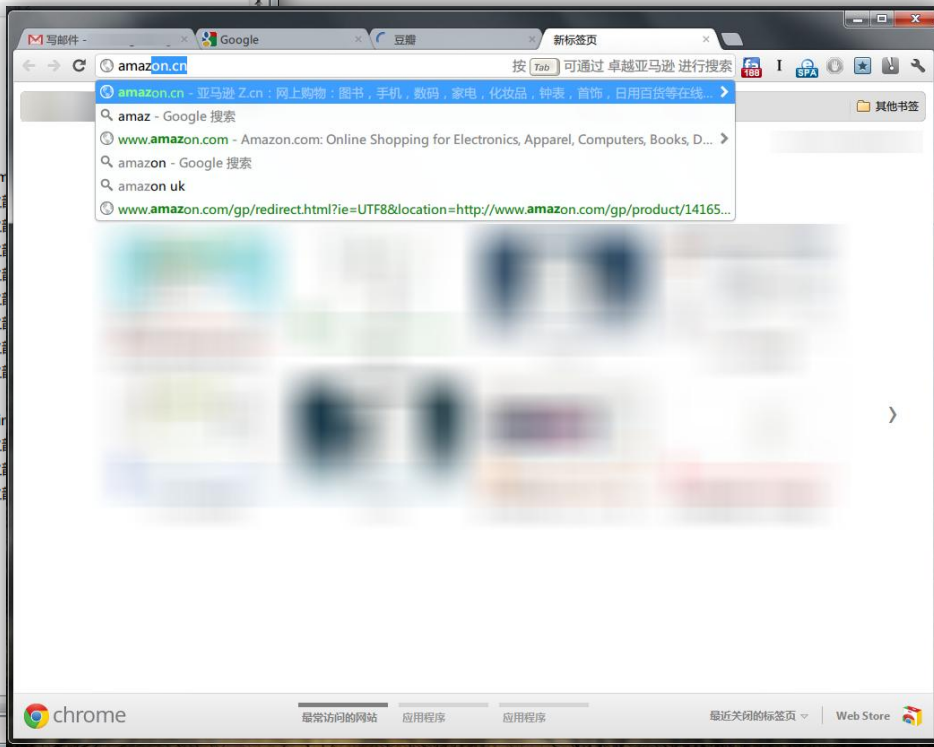 写邮件 -
Google
豆瓣
新标签页
amazon.cn
按 Tab 可通过 卓越亚马逊 进行搜索
188
I
SPA
amazon.cn - 亚马逊 Z.cn：网上购物：图书，手机，数码，家电，化妆品，钟表，首饰，日用百货等在线...
其他书签
amaz - Google 搜索
www.amazon.com - Amazon.com: Online Shopping for Electronics, Apparel, Computers, Books, D...
amazon - Google 搜索
amazon uk
www.amazon.com/gp/redirect.html?ie=UTF8&location=http://www.amazon.com/gp/product/14165...
chrome
最常访问的网站
应用程序
应用程序
最近关闭的标签页
Web Store